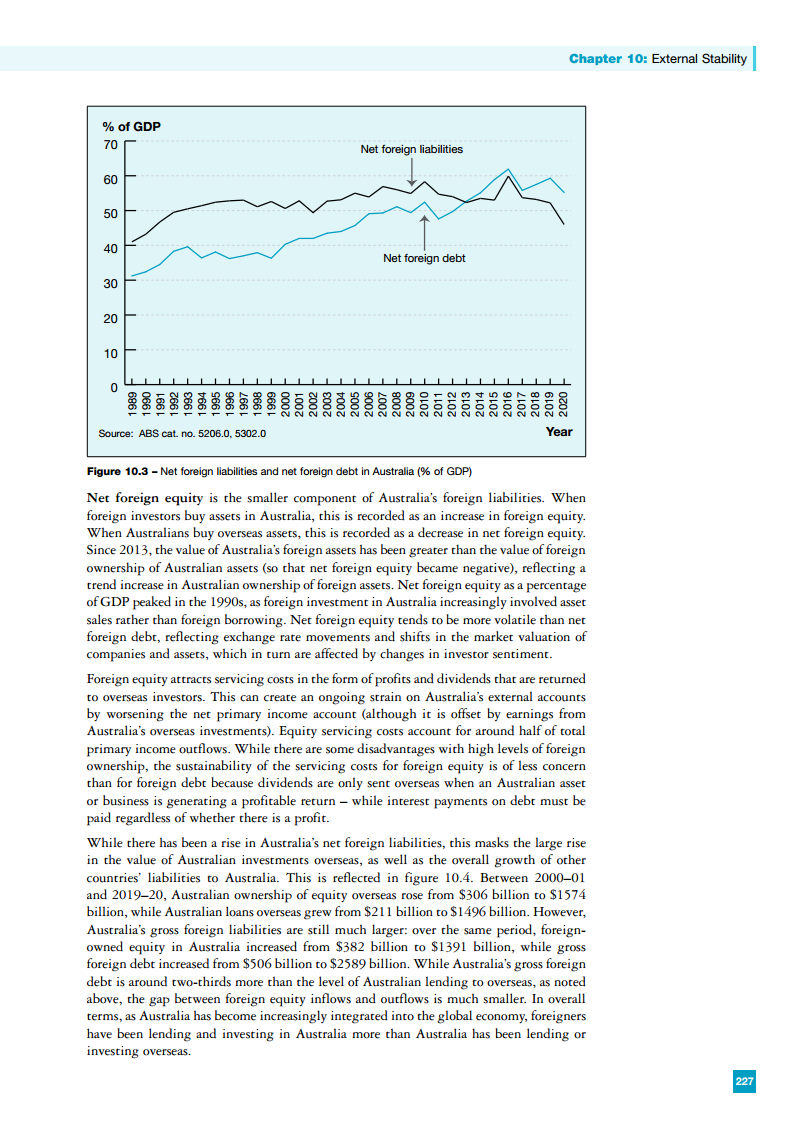 Chapter 10: External Stability
% of GDP
70
60
50
40
30
20
10
0
Net foreign liabilities
Net foreign debt
1989
1990
1991
1992
1993
1994
1995
1996
1997
1998
1999
2000
2001
2002
2003
2004
2005
2006
2007
2008
2009
2010
2011
2012
2013
2014
2015
2016
2017
2018
2019
2020
Source: ABS cat. no. 5206.0, 5302.0
Year
Figure 10.3 – Net foreign liabilities and net foreign debt in Australia (% of GDP)
Net foreign equity is the smaller component of Australia's foreign liabilities. When
foreign investors buy assets in Australia, this is recorded as an increase in foreign equity.
When Australians buy overseas assets, this is recorded as a decrease in net foreign equity.
Since 2013, the value of Australia's foreign assets has been greater than the value of foreign
ownership of Australian assets (so that net foreign equity became negative), reflecting a
trend increase in Australian ownership of foreign assets. Net foreign equity as a percentage
of GDP peaked in the 1990s, as foreign investment in Australia increasingly involved asset
sales rather than foreign borrowing. Net foreign equity tends to be more volatile than net
foreign debt, reflecting exchange rate movements and shifts in the market valuation of
companies and assets, which in turn are affected by changes in investor sentiment.
Foreign equity attracts servicing costs in the form of profits and dividends that are returned
to overseas investors. This can create an ongoing strain on Australia's external accounts
by worsening the net primary income account (although it is offset by earnings from
Australia's overseas investments). Equity servicing costs account for around half of total
primary income outflows. While there are some disadvantages with high levels of foreign
ownership, the sustainability of the servicing costs for foreign equity is of less concern
than for foreign debt because dividends are only sent overseas when an Australian asset
or business is generating a profitable return – while interest payments on debt must be
paid regardless of whether there is a profit.
While there has been a rise in Australia's net foreign liabilities, this masks the large rise
in the value of Australian investments overseas, as well as the overall growth of other
countries' liabilities to Australia. This is reflected in figure 10.4. Between 2000–01
and 2019–20, Australian ownership of equity overseas rose from $306 billion to $1574
billion, while Australian loans overseas grew from $211 billion to $1496 billion. However,
Australia's gross foreign liabilities are still much larger: over the same period, foreign-
owned equity in Australia increased from $382 billion to $1391 billion, while gross
foreign debt increased from $506 billion to $2589 billion. While Australia's gross foreign
debt is around two-thirds more than the level of Australian lending to overseas, as noted
above, the gap between foreign equity inflows and outflows is much smaller. In overall
terms, as Australia has become increasingly integrated into the global economy, foreigners
have been lending and investing in Australia more than Australia has been lending or
investing overseas.
227